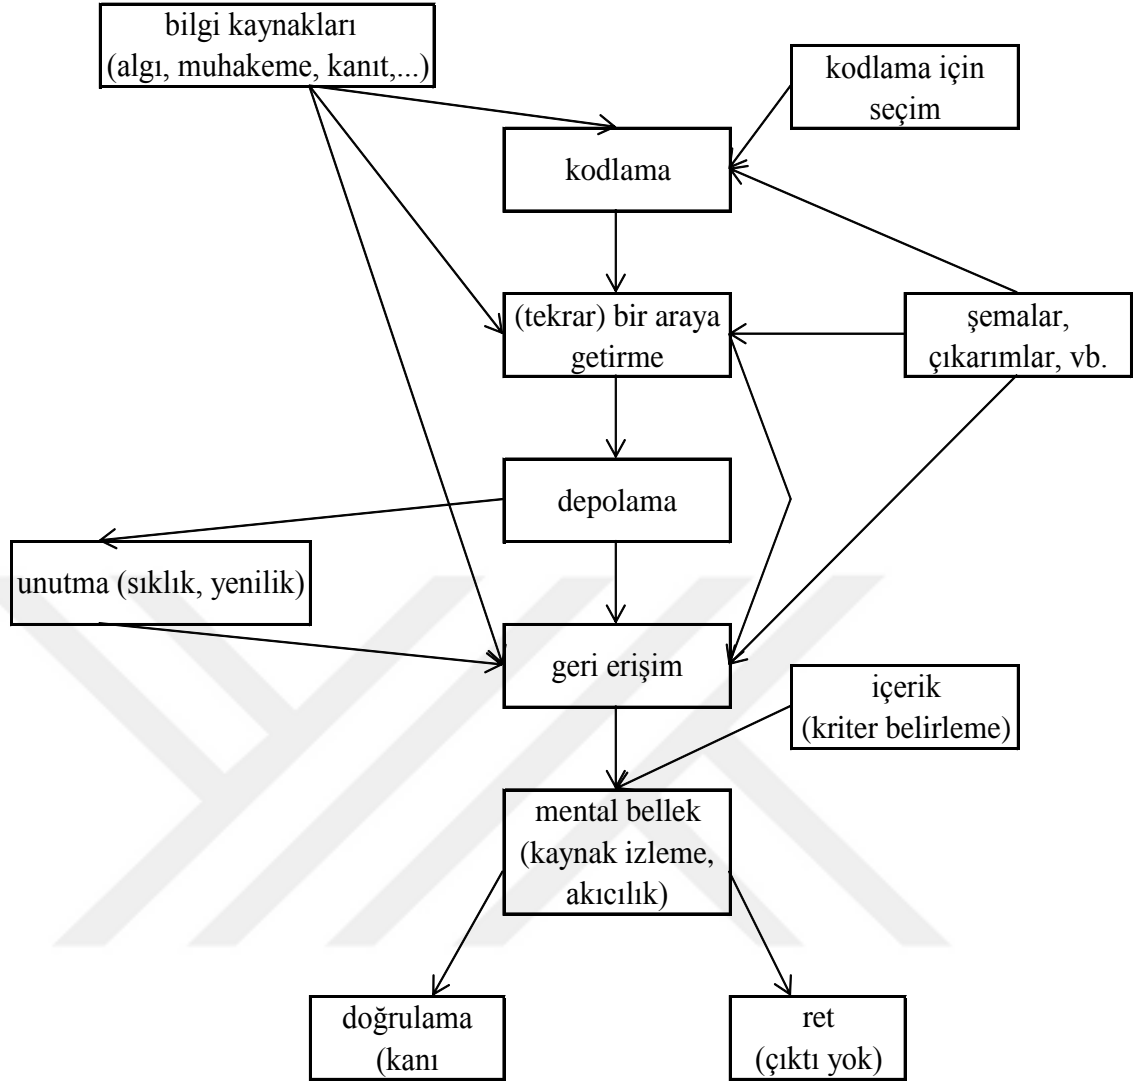 bilgi kaynakları
(algı, muhakeme, kanıt,...)
kodlama için
seçim
kodlama
(tekrar) bir araya
getirme
şemalar,
çıkarımlar, vb.
depolama
unutma (sıklık, yenilik)
geri erişim
içerik
(kriter belirleme)
mental bellek
(kaynak izleme,
akıcılık)
doğrulama
(kanı
ret
(çıktı yok)